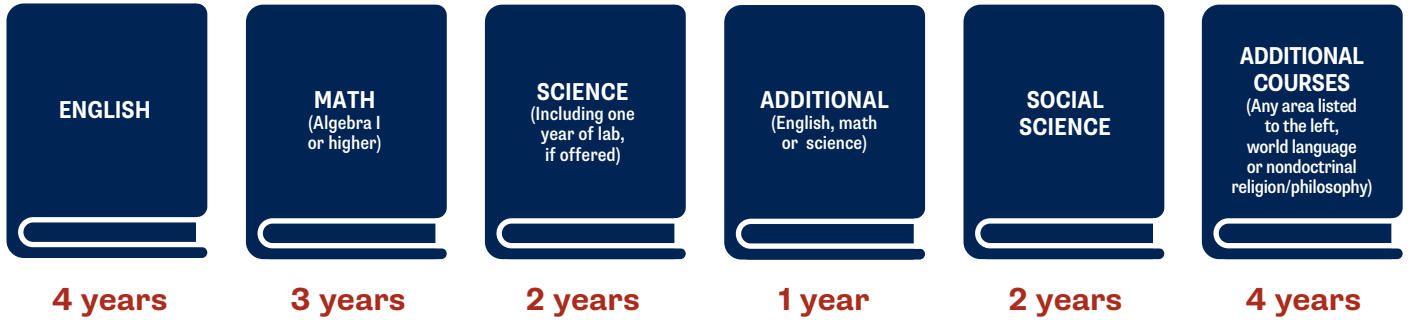 ENGLISH
4 years
MATH
(Algebra I
or higher)
3 years
SCIENCE
(Including one
year of lab,
if offered)
2 years
ADDITIONAL
(English, math
or science)
1 year
SOCIAL
SCIENCE
2 years
ADDITIONAL
COURSES
(Any area listed
to the left,
world language
or nondoctrinal
religion/philosophy)
4 years